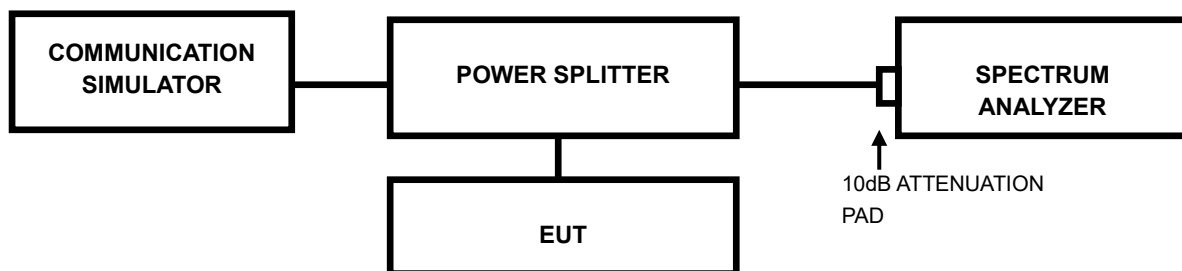 COMMUNICATION
SIMULATOR
POWER SPLITTER
SPECTRUM
ANALYZER
10dB ATTENUATION
PAD
EUT